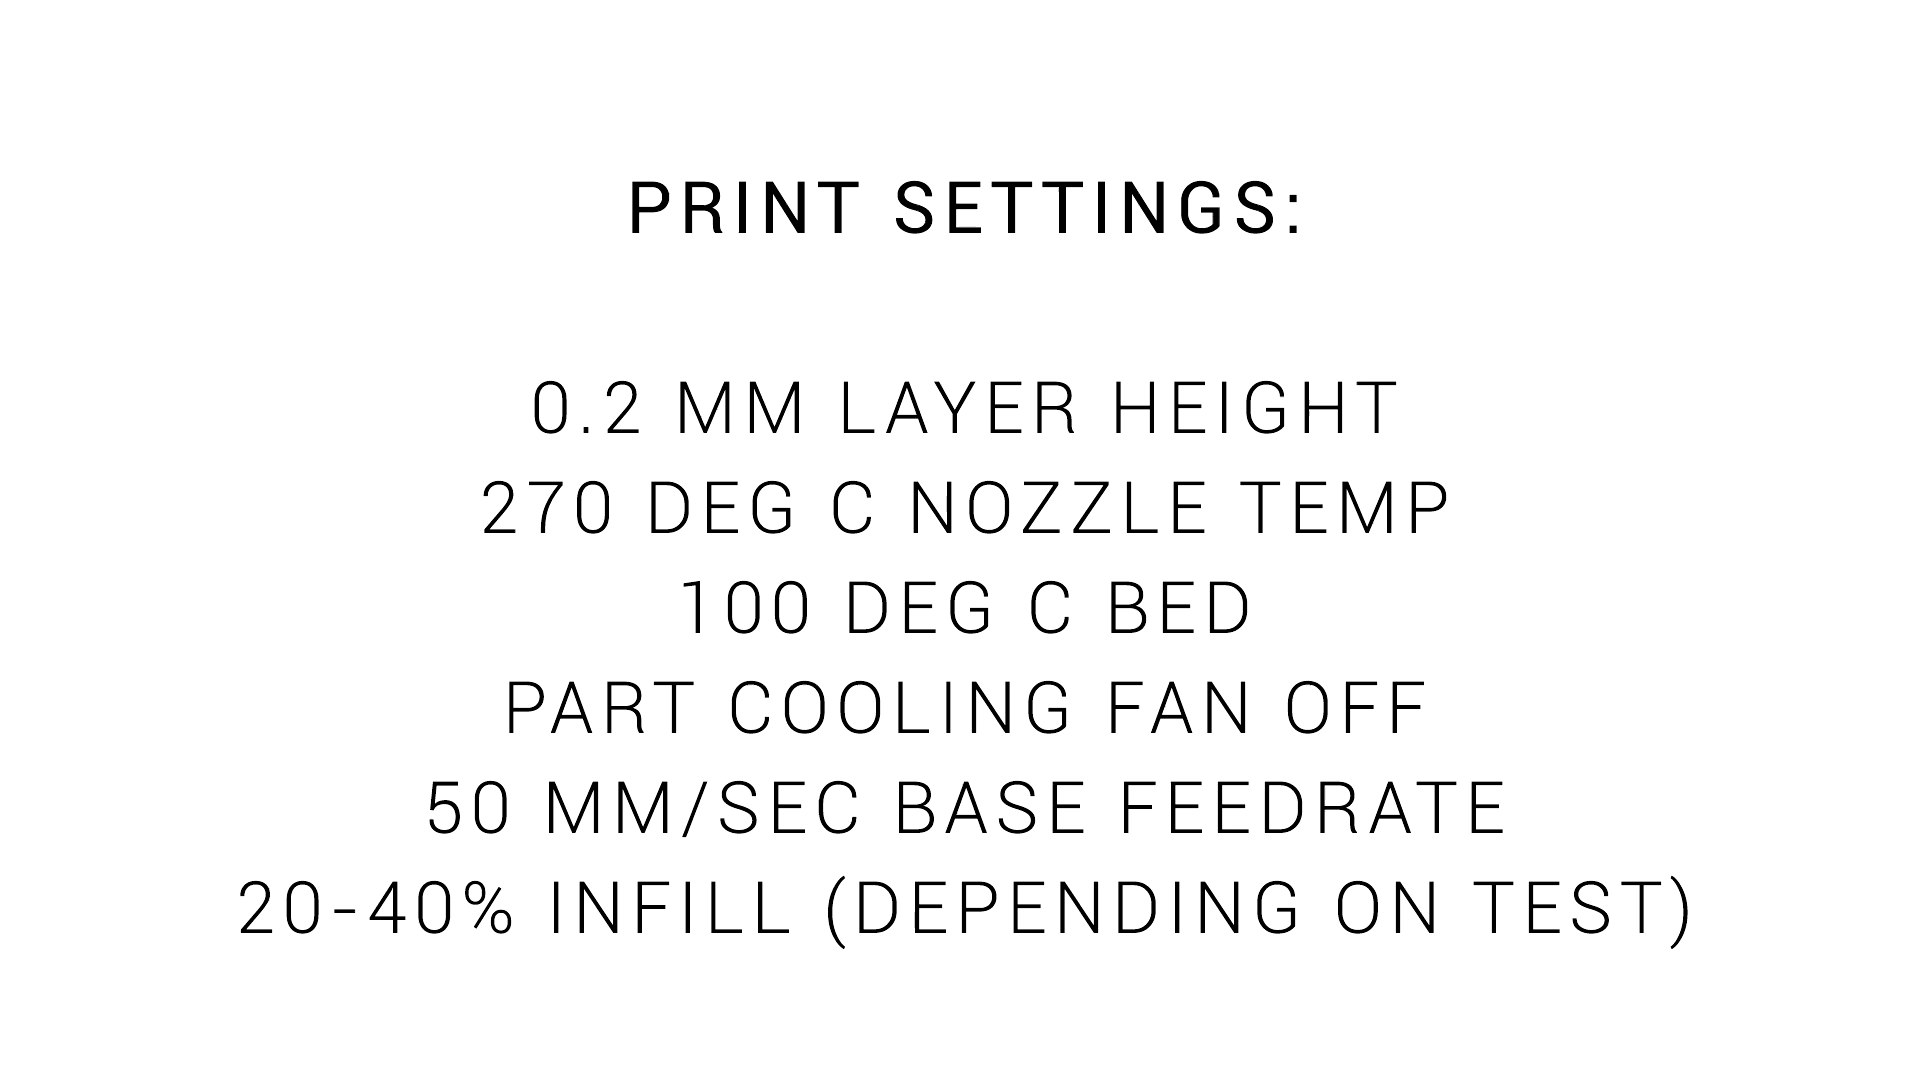 PRINT SETTINGS:
0.2 MM LAYER HEIGHT
270 DEG C NOZZLE TEMP
100 DEG C BED
PART COOLING FAN OFF
50 MM/SEC BASE FEEDRATE
20-40% INFILL (DEPENDING ON TEST)